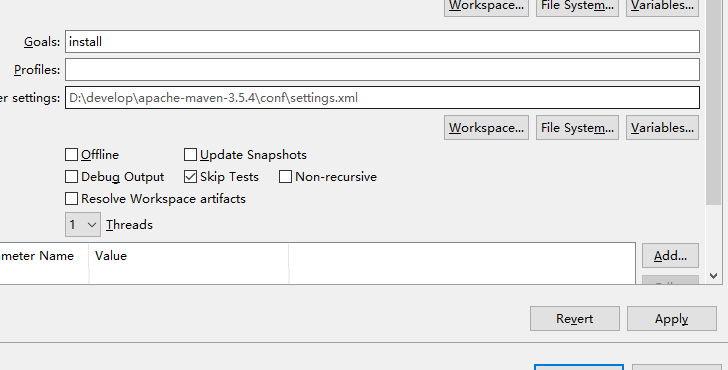 Workspace... File System... Variables...
Goals: install
Profiles:
er settings: D:\develop\apache-maven-3.5.4\conf\settings.xml
Workspace... File System... Variables...
Offline Update Snapshots
Debug Output Skip Tests Non-recursive
Resolve Workspace artifacts
1 Threads
meter Name Value Add...
Revert Apply